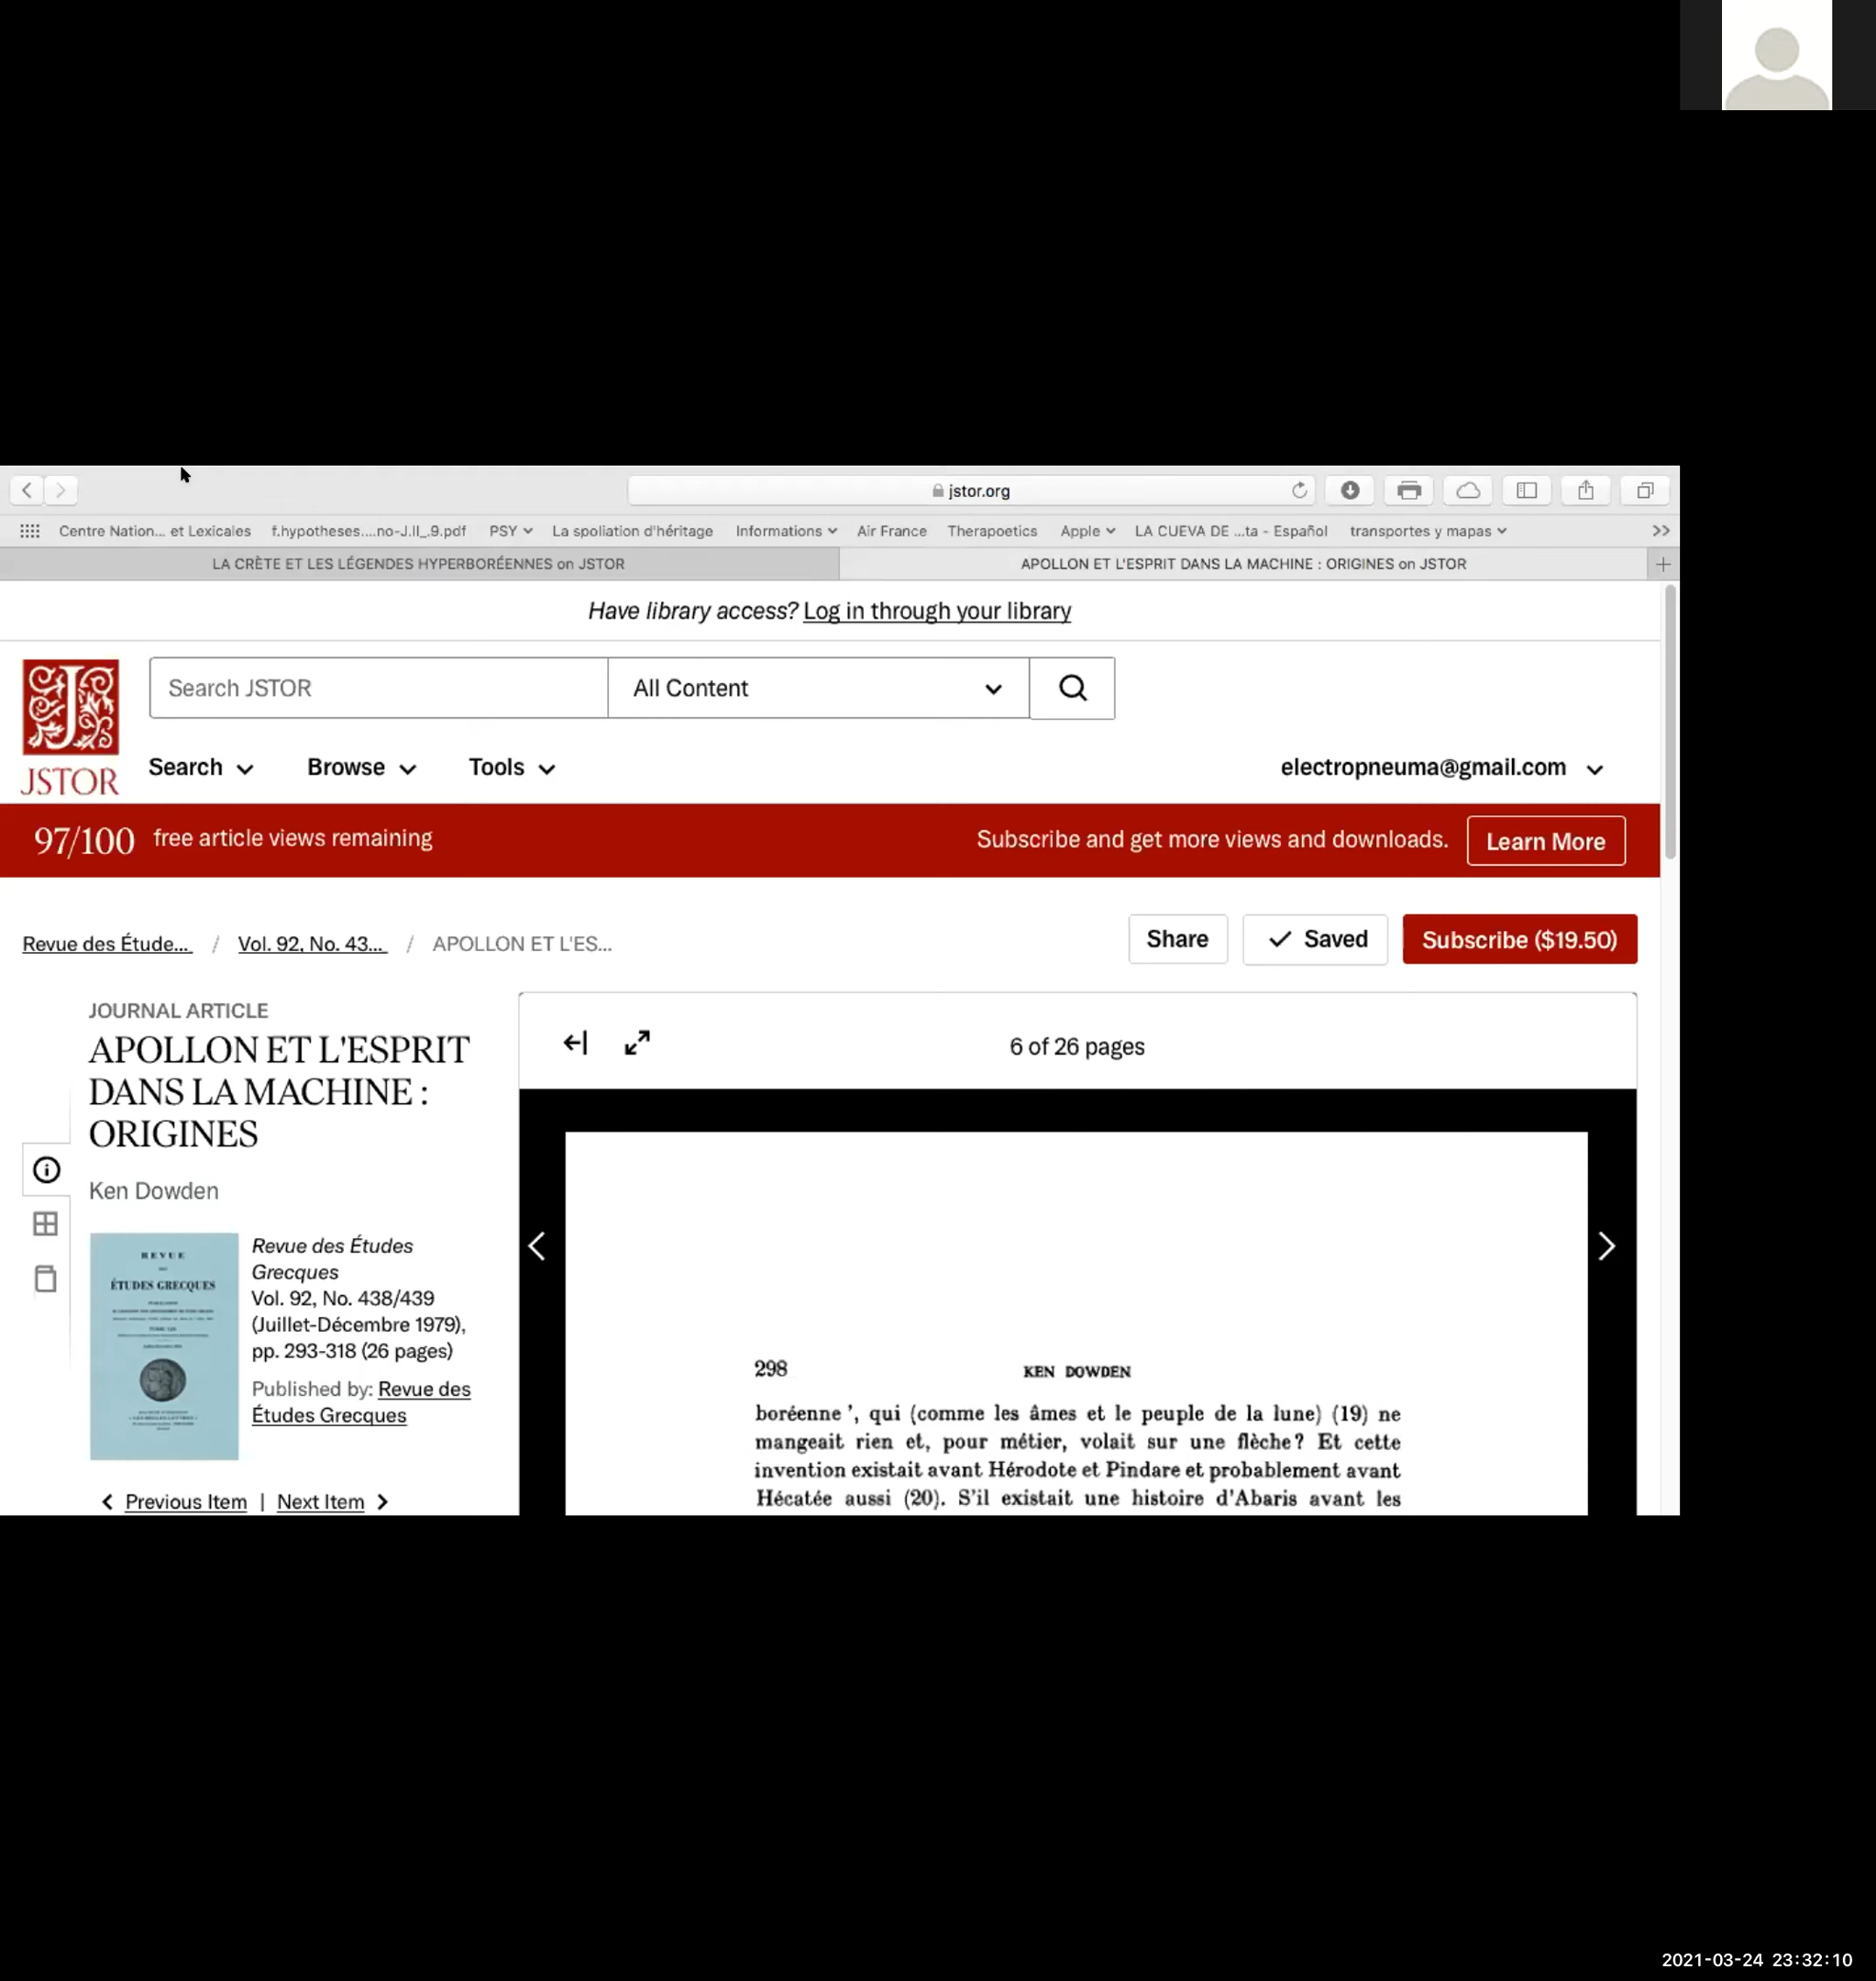 jstor.org
Centre Nation... et Lexicales f.hypotheses....no-J.II_.9.pdf PSY La spoliation d'héritage Informations Air France Therapoetics Apple LA CUEVA DE ...ta - Español transportes y mapas
LA CRÈTE ET LES LÉGENDES HYPERBORÉENNES on JSTOR APOLLON ET L'ESPRIT DANS LA MACHINE : ORIGINES on JSTOR
Have library access? Log in through your library
Search JSTOR All Content
JSTOR
Search Browse Tools electropneuma@gmail.com
97/100 free article views remaining Subscribe and get more views and downloads. Learn More
Revue des Étude... / Vol. 92, No. 43... / APOLLON ET L'ES... Share Saved Subscribe ($19.50)
JOURNAL ARTICLE
APOLLON ET L'ESPRIT
DANS LA MACHINE :
ORIGINES
Ken Dowden
REVUE
ÉTUDES GRECQUES
Revue des Études
Grecques
Vol. 92, No. 438/439
(Juillet-Décembre 1979),
pp. 293-318 (26 pages)
Published by: Revue des
Études Grecques
Previous Item | Next Item
6 of 26 pages
298 KEN DOWDEN
boréenne', qui (comme les âmes et le peuple de la lune) (19) ne
mangeait rien et, pour métier, volait sur une flèche? Et cette
invention existait avant Hérodote et Pindare et probablement avant
Hécatée aussi (20). S'il existait une histoire d'Abaris avant les
2021-03-24 23:32:10